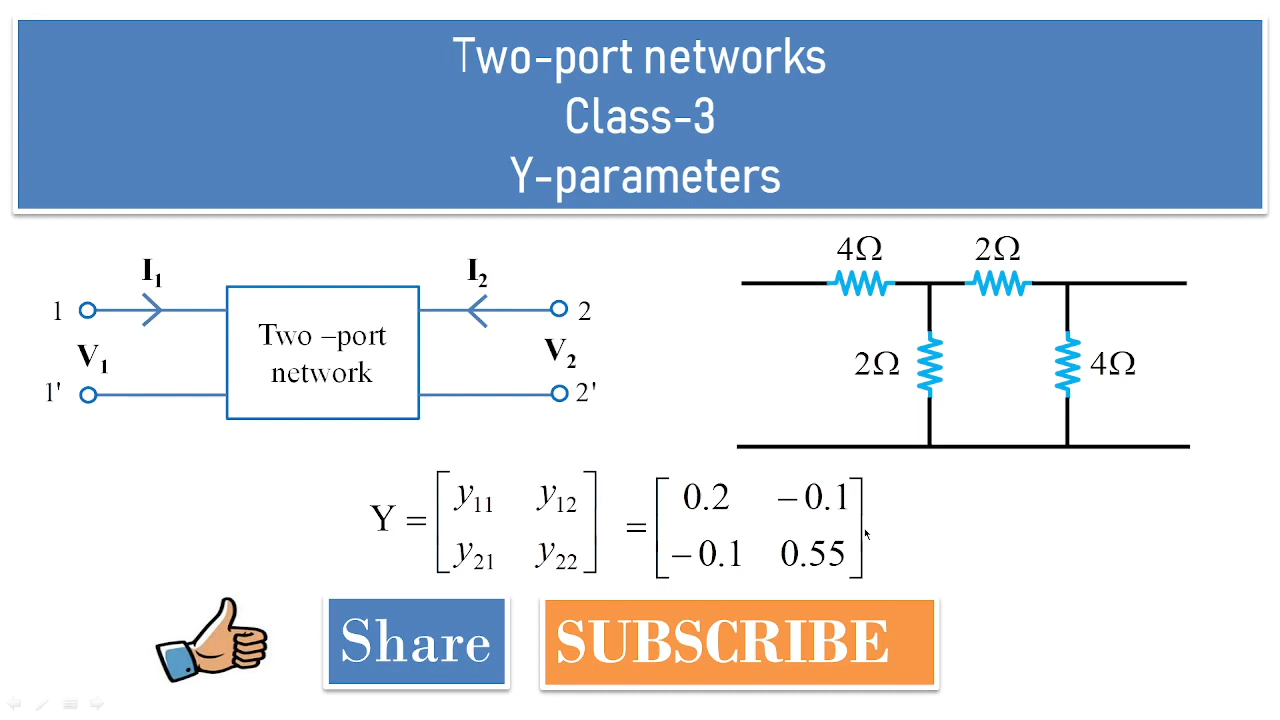 Two-port networks
Class-3
Y-parameters
I1
I2
1
2
Two –port
network
V1
V2
1'
2'
4Ω
2Ω
2Ω
4Ω
Y = [ y11 y12 ] = [ 0.2 −0.1 ]
[ y21 y22 ] [ −0.1 0.55 ]
Share
SUBSCRIBE